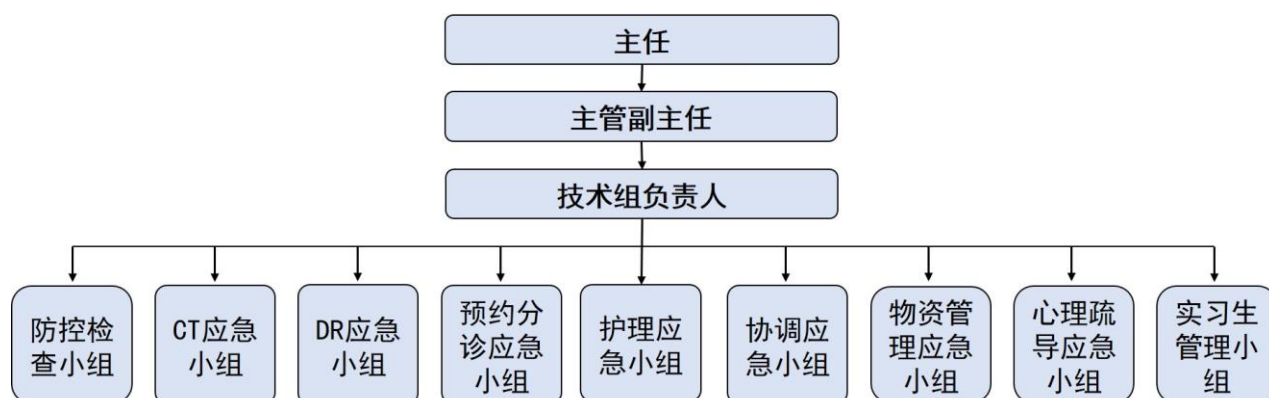 主任
主管副主任
技术组负责人
防控检
查小组
CT应急
小组
DR应急
小组
预约分
诊应急
小组
护理应
急小组
协调应
急小组
物资管
理应急
小组
心理疏
导应急
小组
实习生
管理小
组